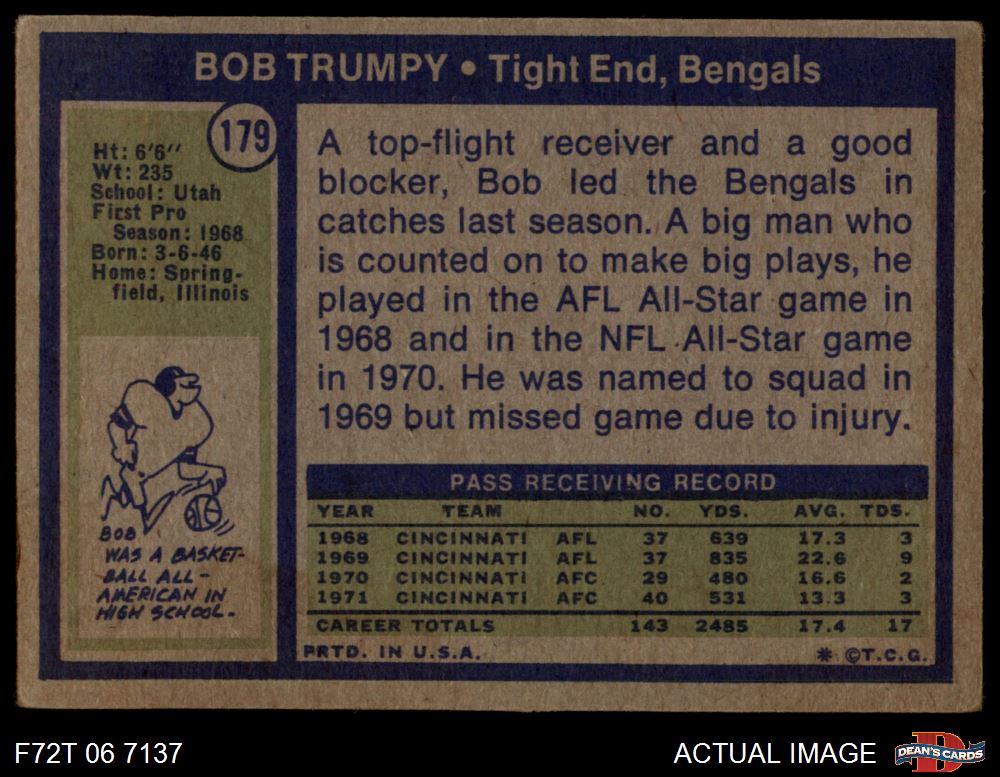 BOB TRUMPY • Tight End, Bengals
179
Ht: 6'6''
Wt: 235
School: Utah
First Pro
Season: 1968
Born: 3-6-46
Home: Spring-
field, Illinois
BOB
WAS A BASKET-
BALL ALL-
AMERICAN IN
HIGH SCHOOL.
A top-flight receiver and a good
blocker, Bob led the Bengals in
catches last season. A big man who
is counted on to make big plays, he
played in the AFL All-Star game in
1968 and in the NFL All-Star game
in 1970. He was named to squad in
1969 but missed game due to injury.
PASS RECEIVING RECORD
YEAR TEAM NO. YDS. AVG. TDS.
1968 CINCINNATI AFL 37 639 17.3 3
1969 CINCINNATI AFL 37 835 22.6 9
1970 CINCINNATI AFC 29 480 16.6 2
1971 CINCINNATI AFC 40 531 13.3 3
CAREER TOTALS 143 2485 17.4 17
PRTD. IN U.S.A. * ©T.C.G.
F72T 06 7137
ACTUAL IMAGE
D
DEAN'S CARDS